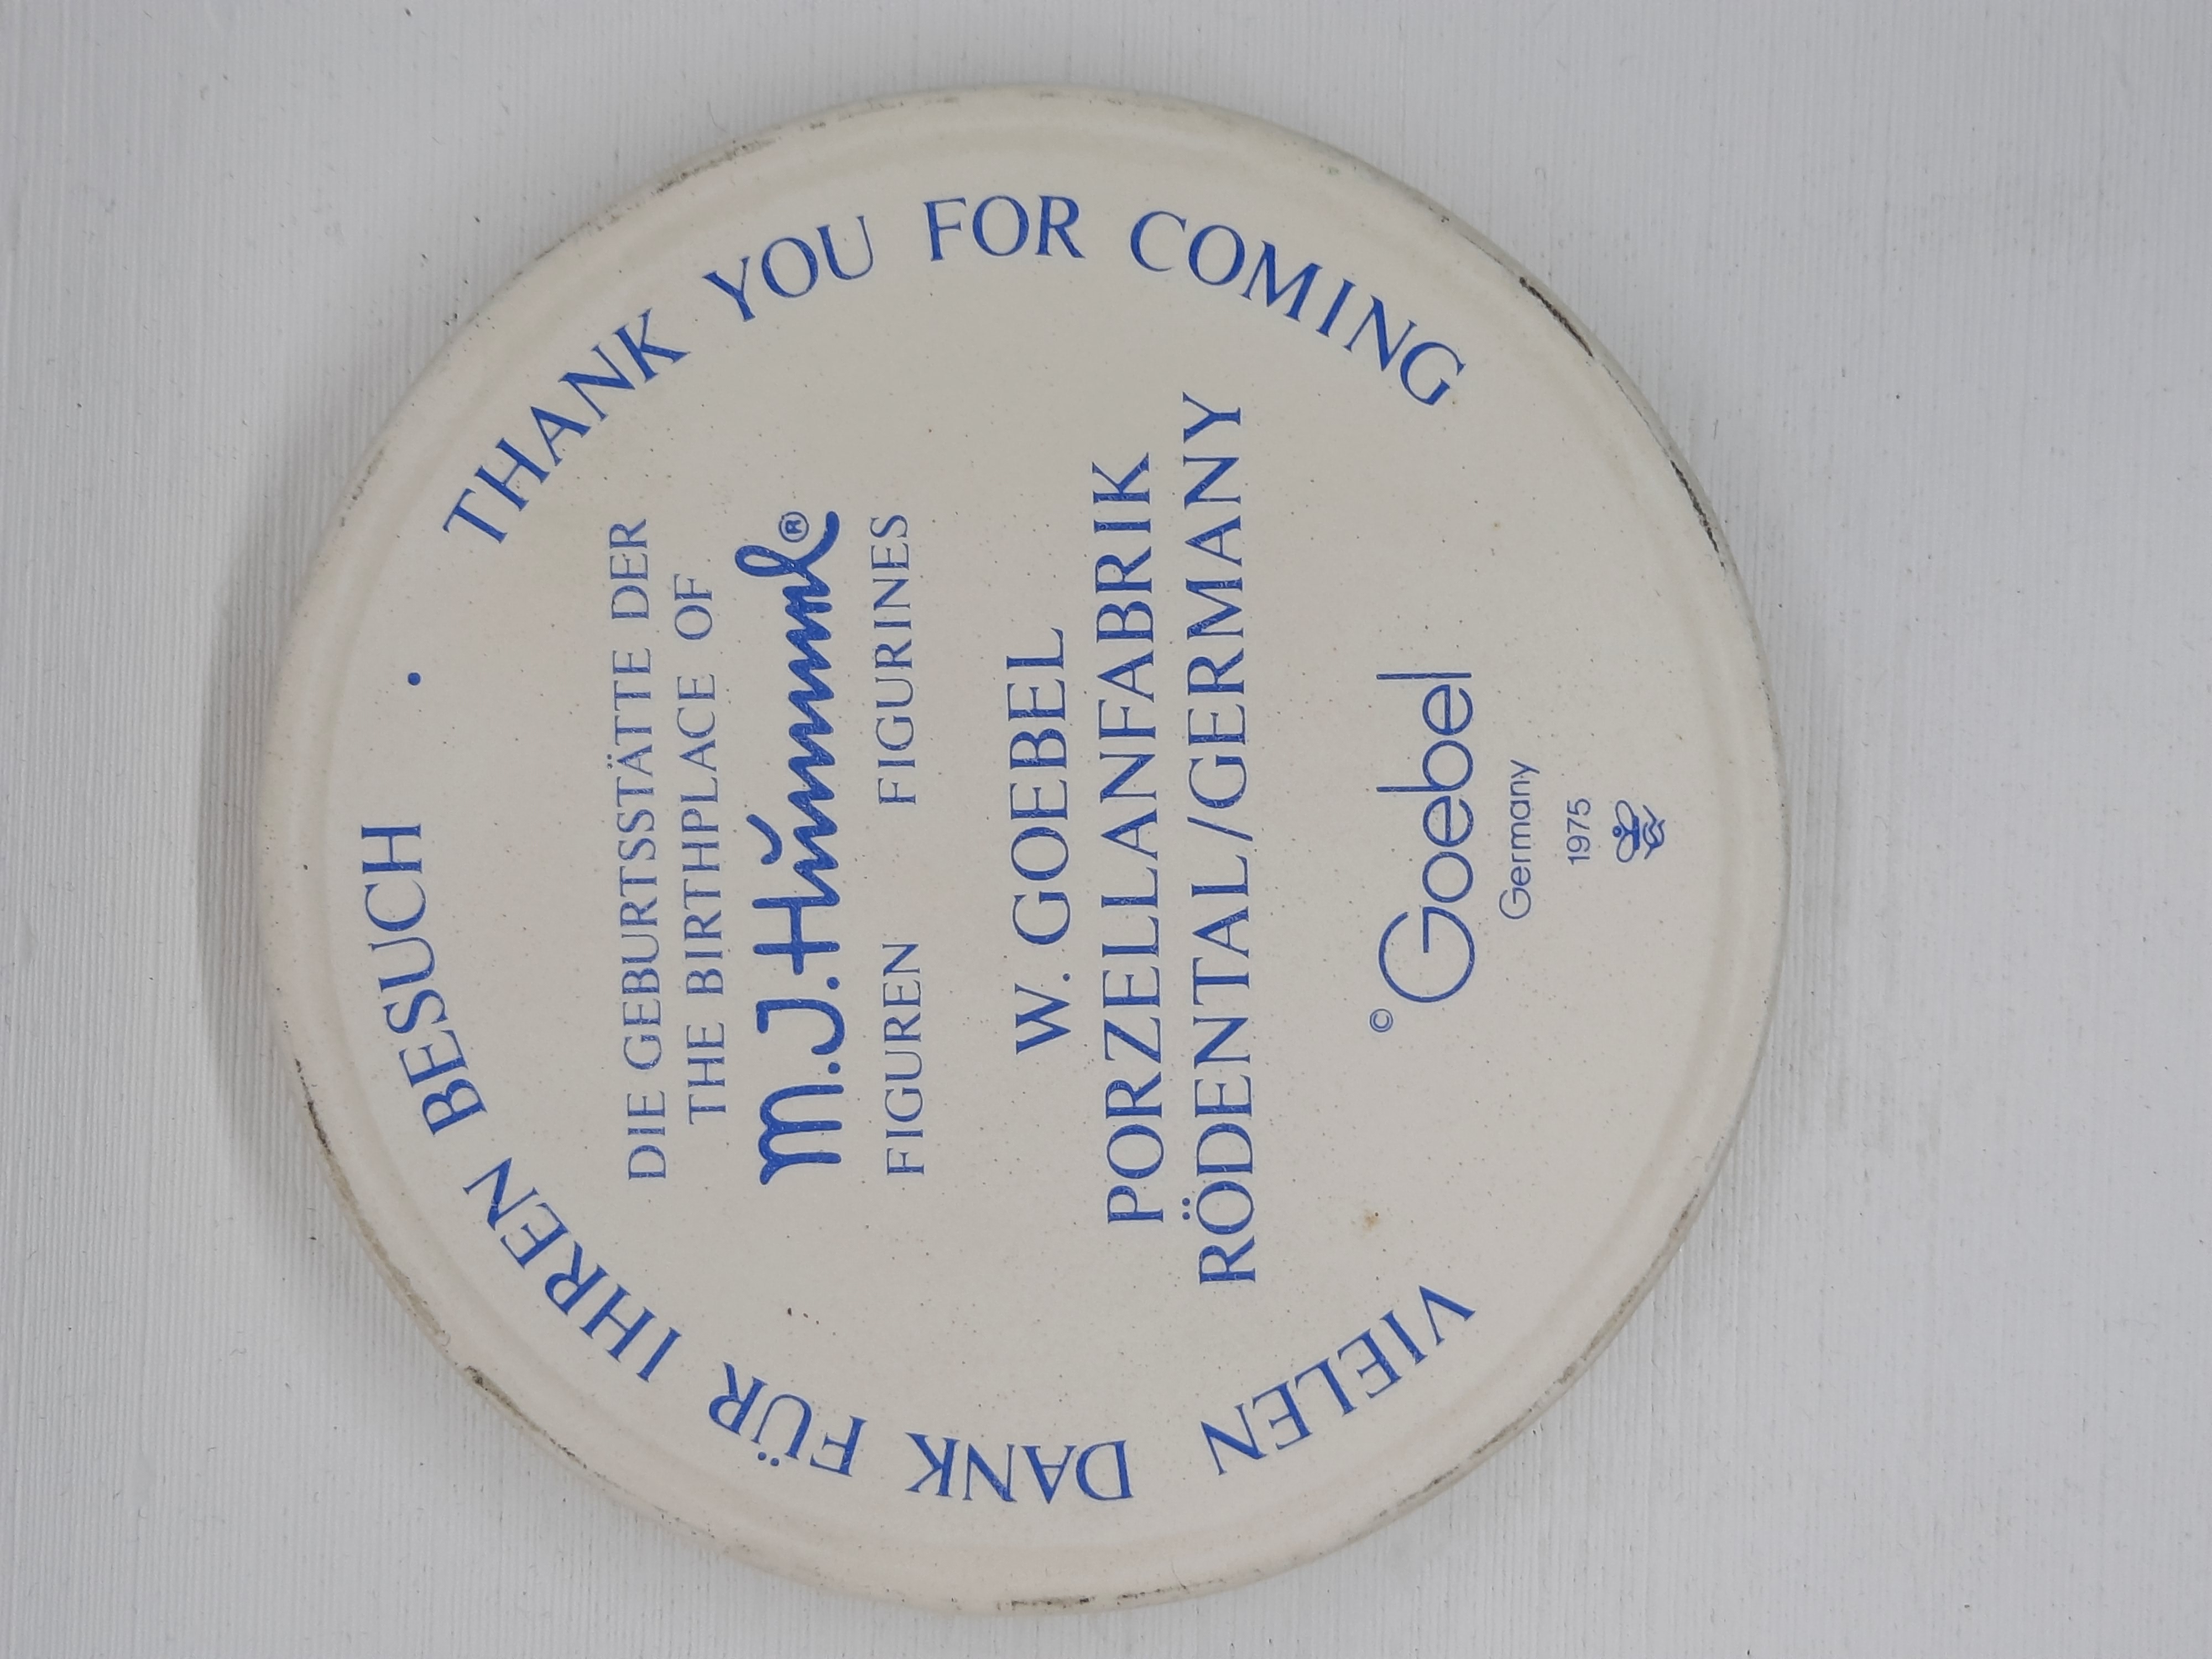 VIELEN DANK FÜR IHREN BESUCH · THANK YOU FOR COMING
DIE GEBURTSSTÄTTE DER
THE BIRTHPLACE OF
M.J. Hummel®
FIGUREN FIGURINES
W. GOEBEL
PORZELLANFABRIK
RÖDENTAL/GERMANY
© Goebel
Germany
1975